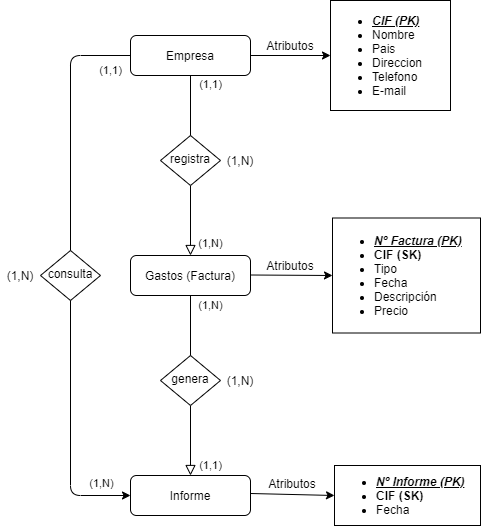 Empresa
Atributos
CIF (PK)
Nombre
Pais
Direccion
Telefono
E-mail
(1,1)
(1,1)
registra
(1,N)
(1,N)
Gastos (Factura)
Atributos
Nº Factura (PK)
CIF (SK)
Tipo
Fecha
Descripción
Precio
(1,N)
consulta
(1,N)
genera
(1,N)
(1,1)
(1,N)
Informe
Atributos
Nº Informe (PK)
CIF (SK)
Fecha